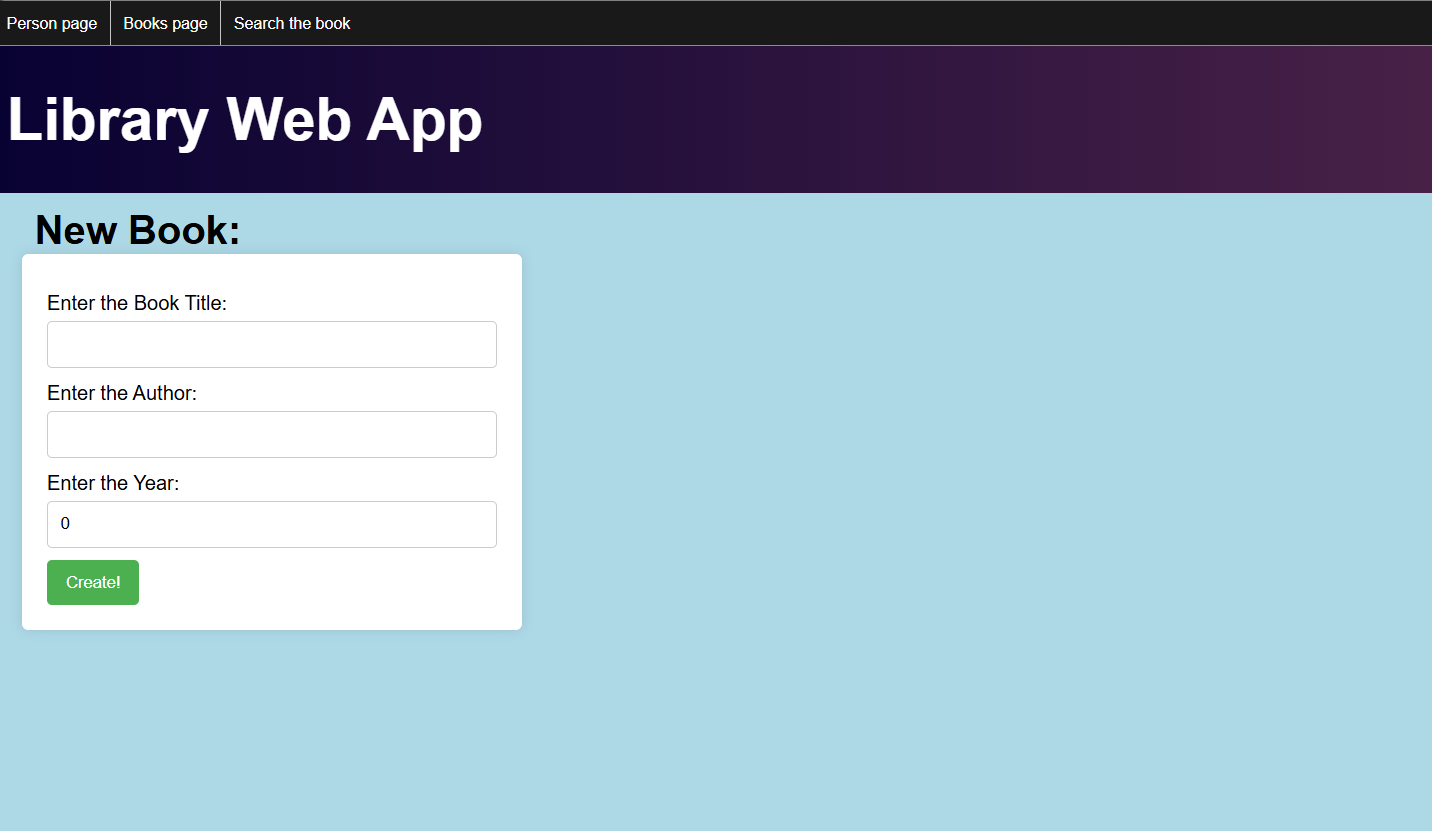 Person page
Books page
Search the book
Library Web App
New Book:
Enter the Book Title:
Enter the Author:
Enter the Year:
0
Create!